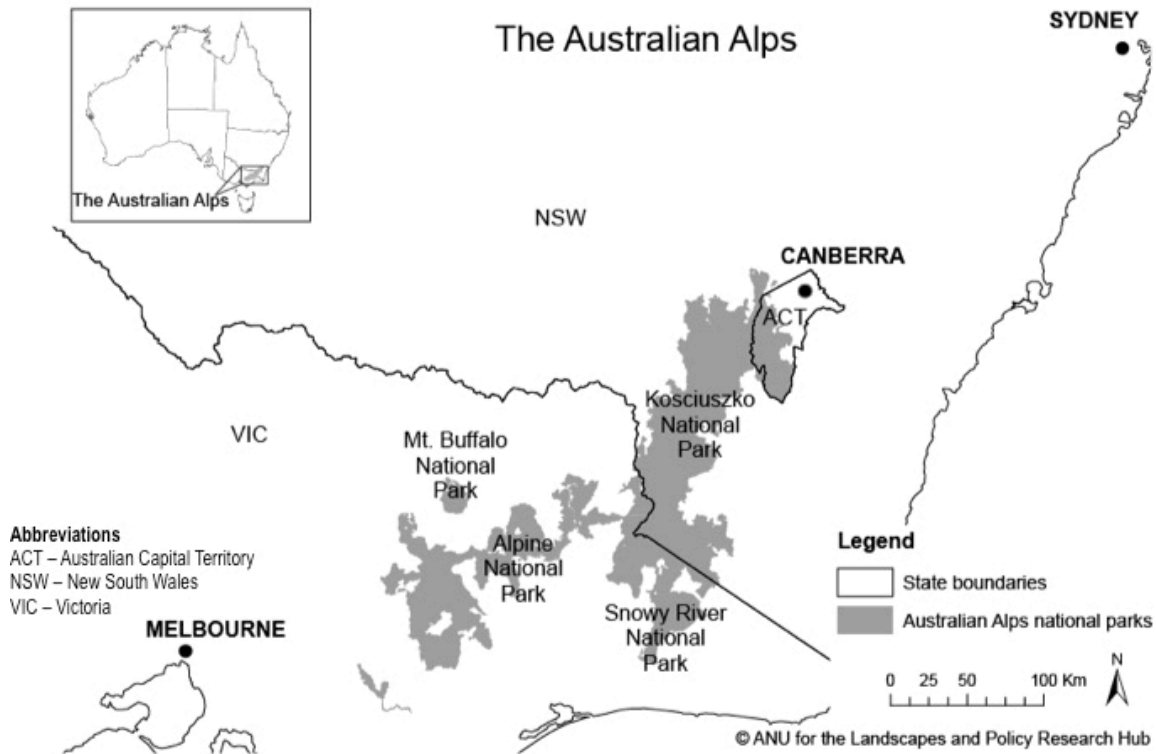 The Australian Alps
SYDNEY
The Australian Alps
NSW
CANBERRA
ACT
Kosciuszko
National
Park
VIC
Mt. Buffalo
National
Park
Alpine
National
Park
Snowy River
National
Park
Abbreviations
ACT – Australian Capital Territory
NSW – New South Wales
VIC – Victoria
MELBOURNE
Legend
State boundaries
Australian Alps national parks
0 25 50 100 Km
N
© ANU for the Landscapes and Policy Research Hub